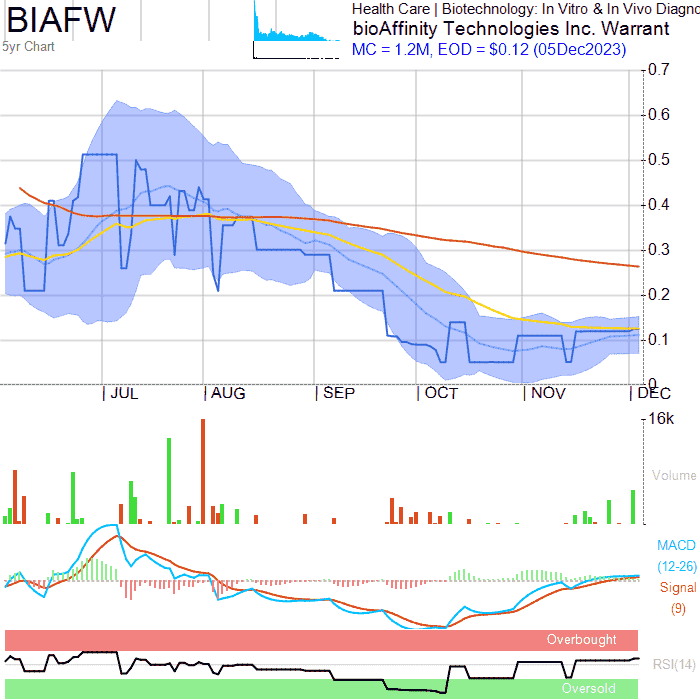 BIAFW
5yr Chart
Health Care | Biotechnology: In Vitro & In Vivo Diagno
bioAffinity Technologies Inc. Warrant
MC = 1.2M, EOD = $0.12 (05Dec2023)
0.7
0.6
0.5
0.4
0.3
0.2
0.1
0
| JUL | AUG | SEP | OCT | NOV | DEC
16k
Volume
MACD
(12-26)
Signal
(9)
Overbought
RSI(14)
Oversold